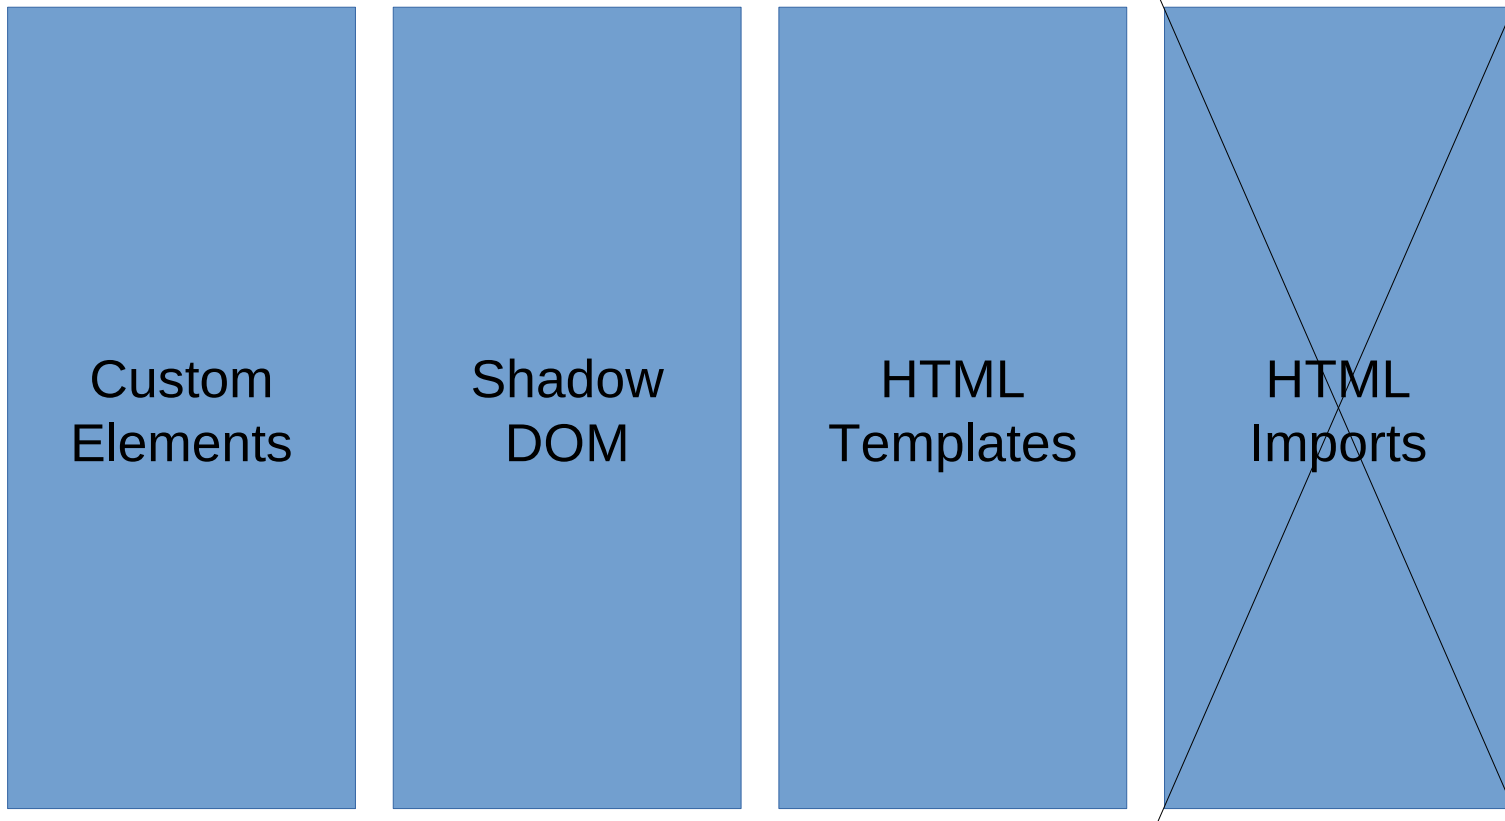 Custom
Elements
Shadow
DOM
HTML
Templates
HTML
Imports